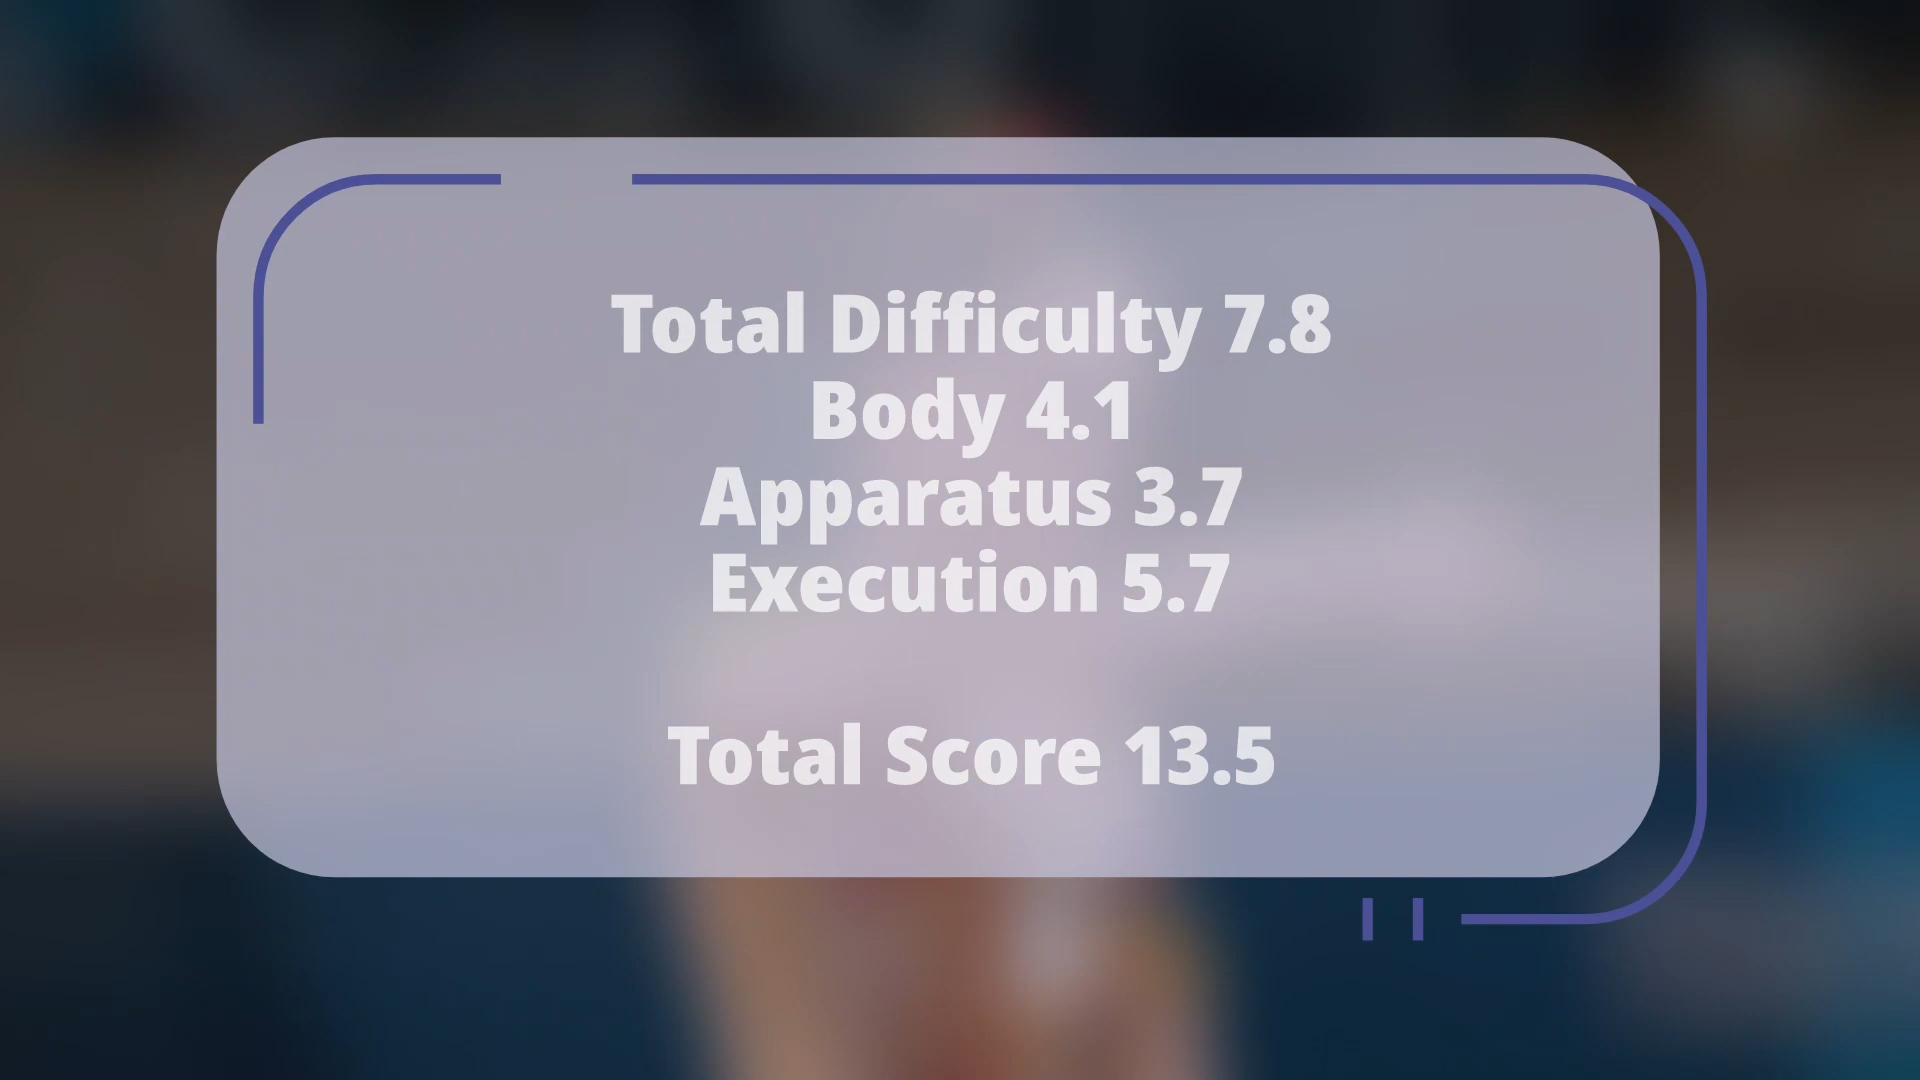 Total Difficulty 7.8
Body 4.1
Apparatus 3.7
Execution 5.7
Total Score 13.5